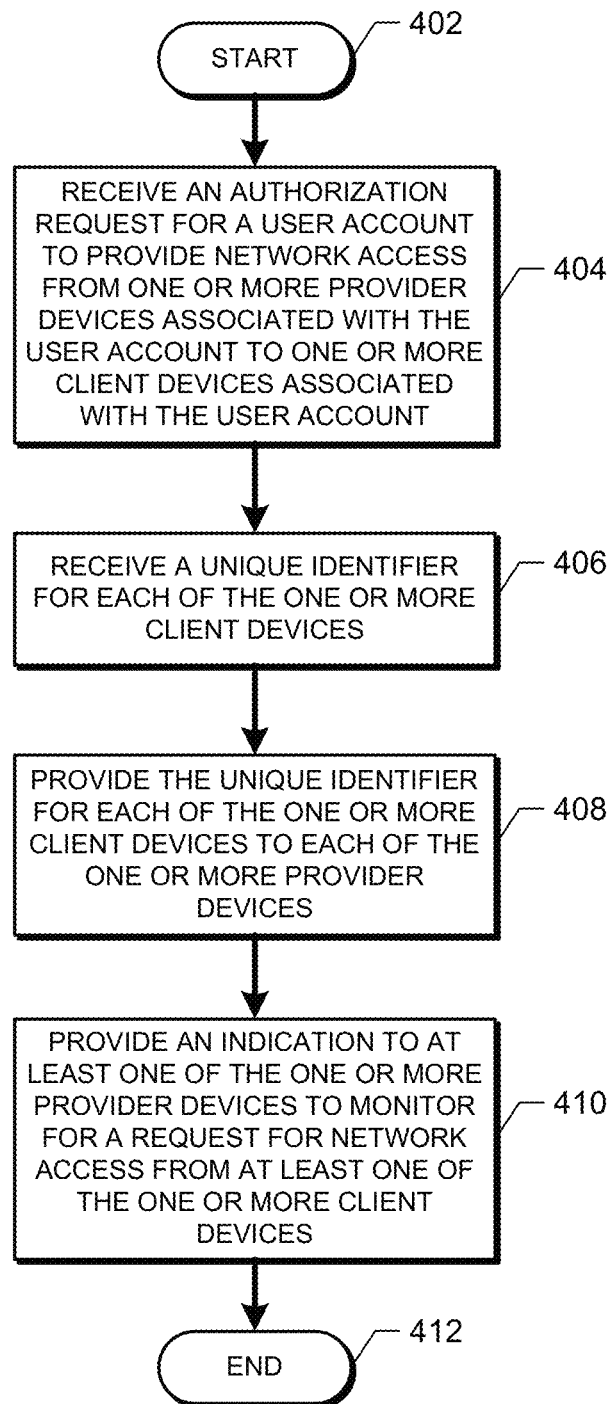 START
402
RECEIVE AN AUTHORIZATION
REQUEST FOR A USER ACCOUNT
TO PROVIDE NETWORK ACCESS
FROM ONE OR MORE PROVIDER
DEVICES ASSOCIATED WITH THE
USER ACCOUNT TO ONE OR MORE
CLIENT DEVICES ASSOCIATED
WITH THE USER ACCOUNT
404
RECEIVE A UNIQUE IDENTIFIER
FOR EACH OF THE ONE OR MORE
CLIENT DEVICES
406
PROVIDE THE UNIQUE IDENTIFIER
FOR EACH OF THE ONE OR MORE
CLIENT DEVICES TO EACH OF THE
ONE OR MORE PROVIDER
DEVICES
408
PROVIDE AN INDICATION TO AT
LEAST ONE OF THE ONE OR MORE
PROVIDER DEVICES TO MONITOR
FOR A REQUEST FOR NETWORK
ACCESS FROM AT LEAST ONE OF
THE ONE OR MORE CLIENT
DEVICES
410
END
412